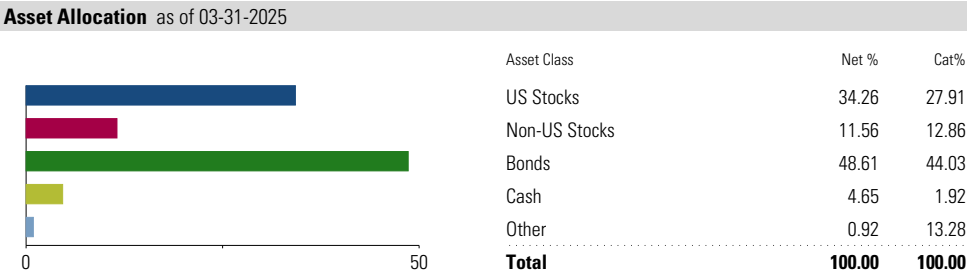 Asset Allocation as of 03-31-2025
Asset Class Net % Cat%
US Stocks 34.26 27.91
Non-US Stocks 11.56 12.86
Bonds 48.61 44.03
Cash 4.65 1.92
Other 0.92 13.28
0 50 Total 100.00 100.00